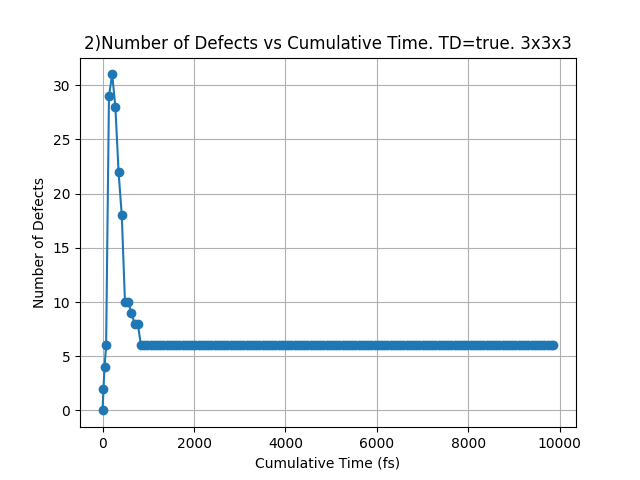 2)Number of Defects vs Cumulative Time. TD=true. 3x3x3
30
25
20
15
10
5
0
Number of Defects
0 2000 4000 6000 8000 10000
Cumulative Time (fs)